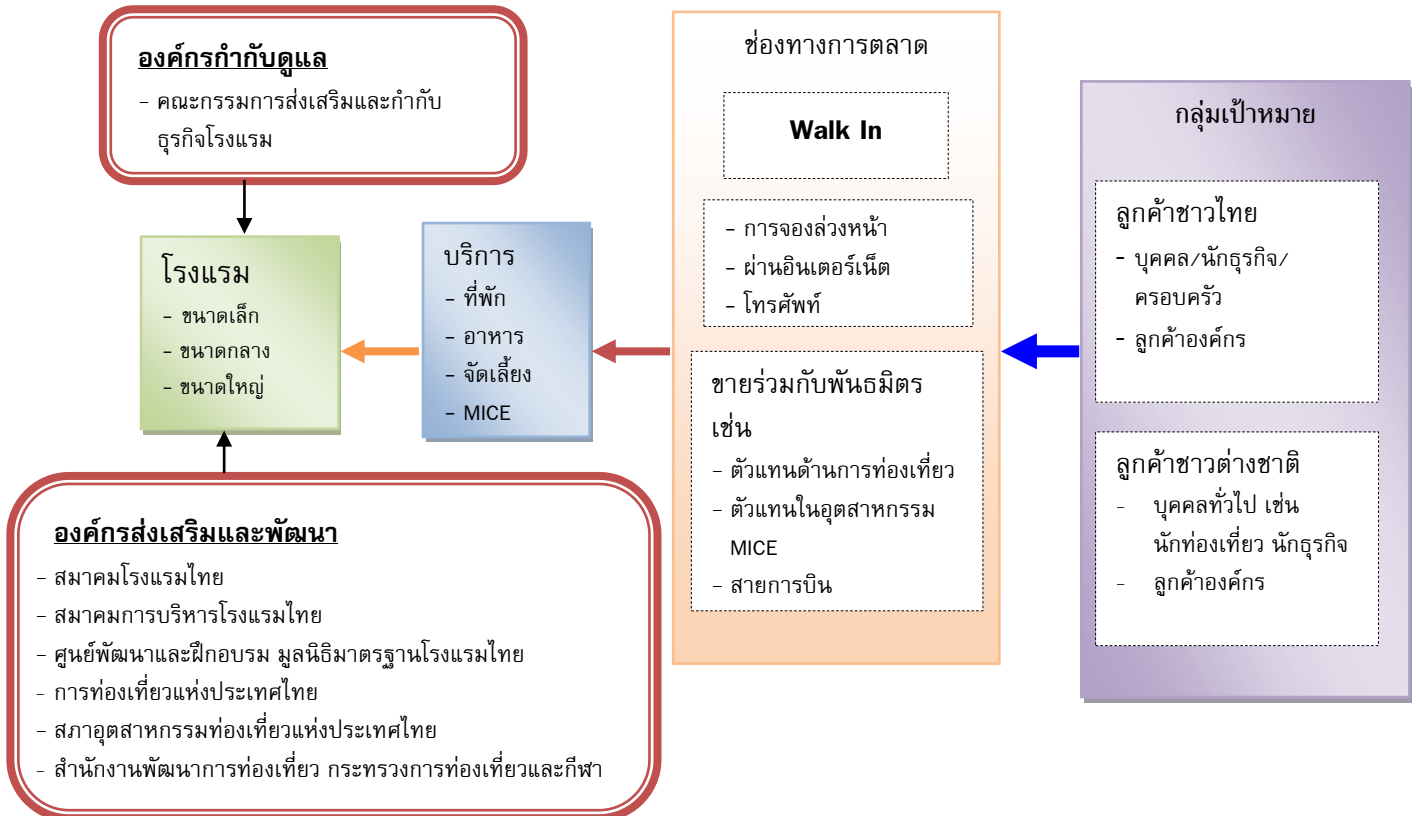 องค์กรกำกับดูแล
- คณะกรรมการส่งเสริมและกำกับ
ธุรกิจโรงแรม
โรงแรม
- ขนาดเล็ก
- ขนาดกลาง
- ขนาดใหญ่
องค์กรส่งเสริมและพัฒนา
- สมาคมโรงแรมไทย
- สมาคมการบริหารโรงแรมไทย
- ศูนย์พัฒนาและฝึกอบรม มูลนิธิมาตรฐานโรงแรมไทย
- การท่องเที่ยวแห่งประเทศไทย
- สภาอุตสาหกรรมท่องเที่ยวแห่งประเทศไทย
- สำนักงานพัฒนาการท่องเที่ยว กระทรวงการท่องเที่ยวและกีฬา
บริการ
- ที่พัก
- อาหาร
- จัดเลี้ยง
- MICE
ช่องทางการตลาด
Walk In
- การจองล่วงหน้า
- ผ่านอินเตอร์เน็ต
- โทรศัพท์
ขายร่วมกับพันธมิตร
เช่น
- ตัวแทนด้านการท่องเที่ยว
- ตัวแทนในอุตสาหกรรม
MICE
- สายการบิน
กลุ่มเป้าหมาย
ลูกค้าชาวไทย
- บุคคล/นักธุรกิจ/
ครอบครัว
- ลูกค้าองค์กร
ลูกค้าชาวต่างชาติ
- บุคคลทั่วไป เช่น
นักท่องเที่ยว นักธุรกิจ
- ลูกค้าองค์กร